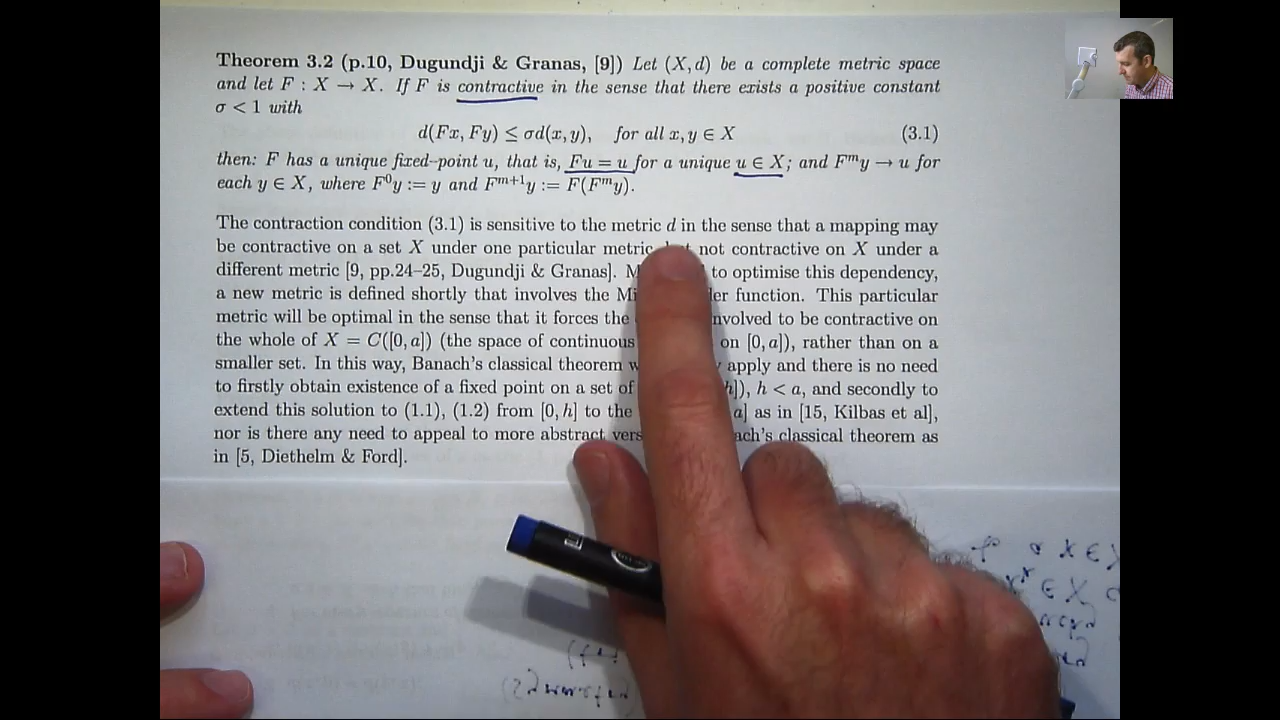 Theorem 3.2 (p.10, Dugundji & Granas, [9]) Let (X, d) be a complete metric space
and let F : X → X. If F is contractive in the sense that there exists a positive constant
σ < 1 with
d(Fx, Fy) ≤ σd(x, y), for all x, y ∈ X (3.1)
then: F has a unique fixed–point u, that is, Fu = u for a unique u ∈ X; and Fᵐy → u for
each y ∈ X, where F⁰y := y and Fᵐ⁺¹y := F(Fᵐy).
The contraction condition (3.1) is sensitive to the metric d in the sense that a mapping may
be contractive on a set X under one particular metric not contractive on X under a
different metric [9, pp.24–25, Dugundji & Granas]. to optimise this dependency,
a new metric is defined shortly that involves the function. This particular
metric will be optimal in the sense that it forces the involved to be contractive on
the whole of X = C([0, a]) (the space of continuous on [0, a]), rather than on a
smaller set. In this way, Banach's classical theorem apply and there is no need
to firstly obtain existence of a fixed point on a set of h]), h < a, and secondly to
extend this solution to (1.1), (1.2) from [0, h] to the a] as in [15, Kilbas et al],
nor is there any need to appeal to more abstract classical theorem as
in [5, Diethelm & Ford].